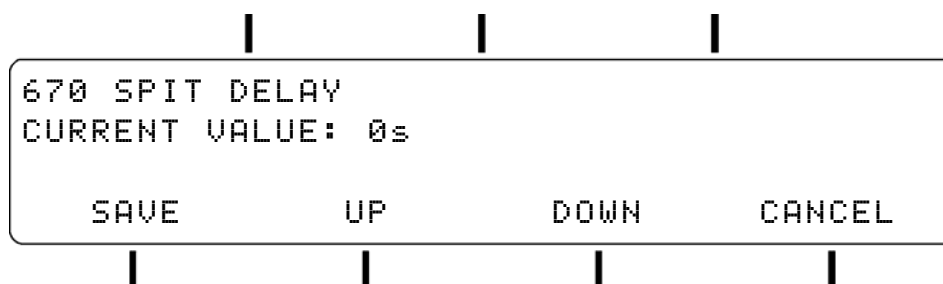 670 SPIT DELAY
CURRENT VALUE: 0s
SAVE UP DOWN CANCEL